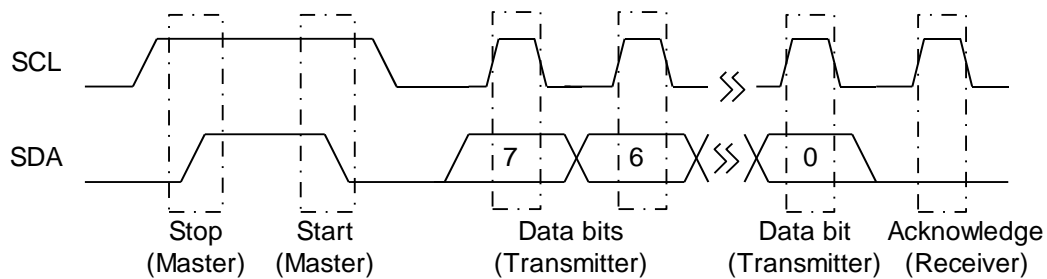 SCL
SDA
7
6
0
Stop
(Master)
Start
(Master)
Data bits
(Transmitter)
Data bit
(Transmitter)
Acknowledge
(Receiver)